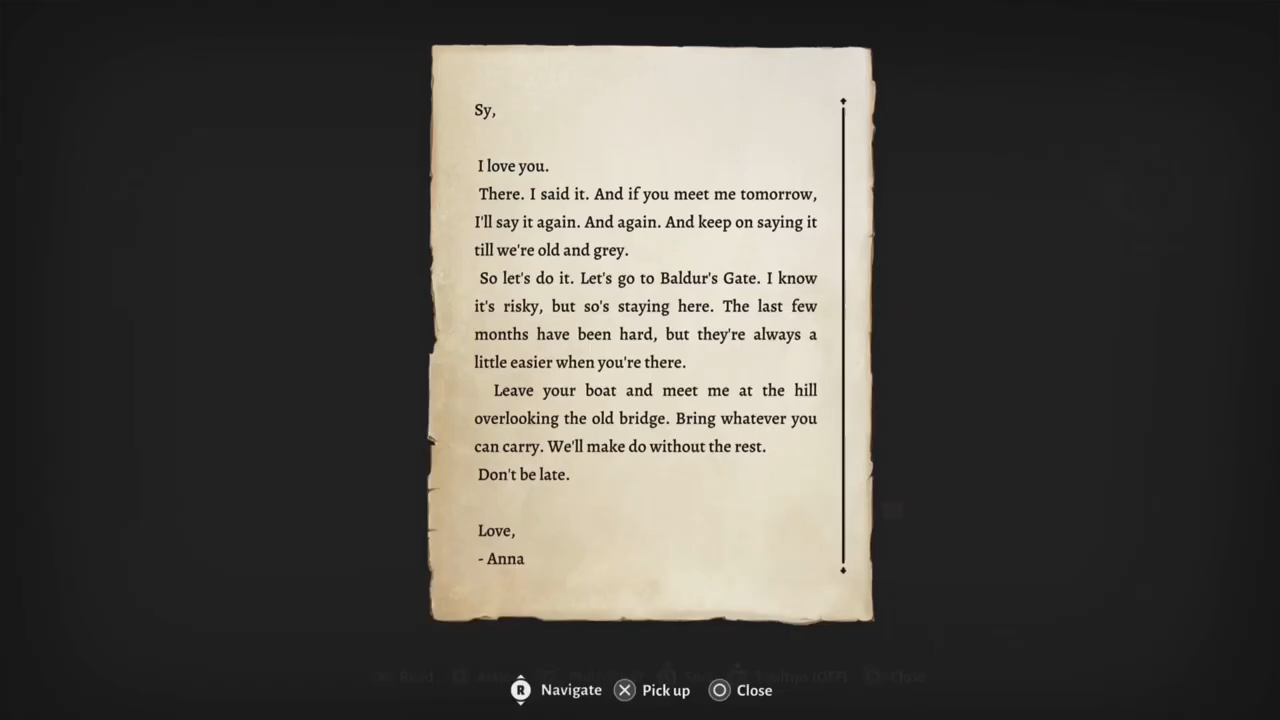 Sy,
I love you.
There. I said it. And if you meet me tomorrow,
I'll say it again. And again. And keep on saying it
till we're old and grey.
So let's do it. Let's go to Baldur's Gate. I know
it's risky, but so's staying here. The last few
months have been hard, but they're always a
little easier when you're there.
Leave your boat and meet me at the hill
overlooking the old bridge. Bring whatever you
can carry. We'll make do without the rest.
Don't be late.
Love,
- Anna
R Navigate Pick up Close